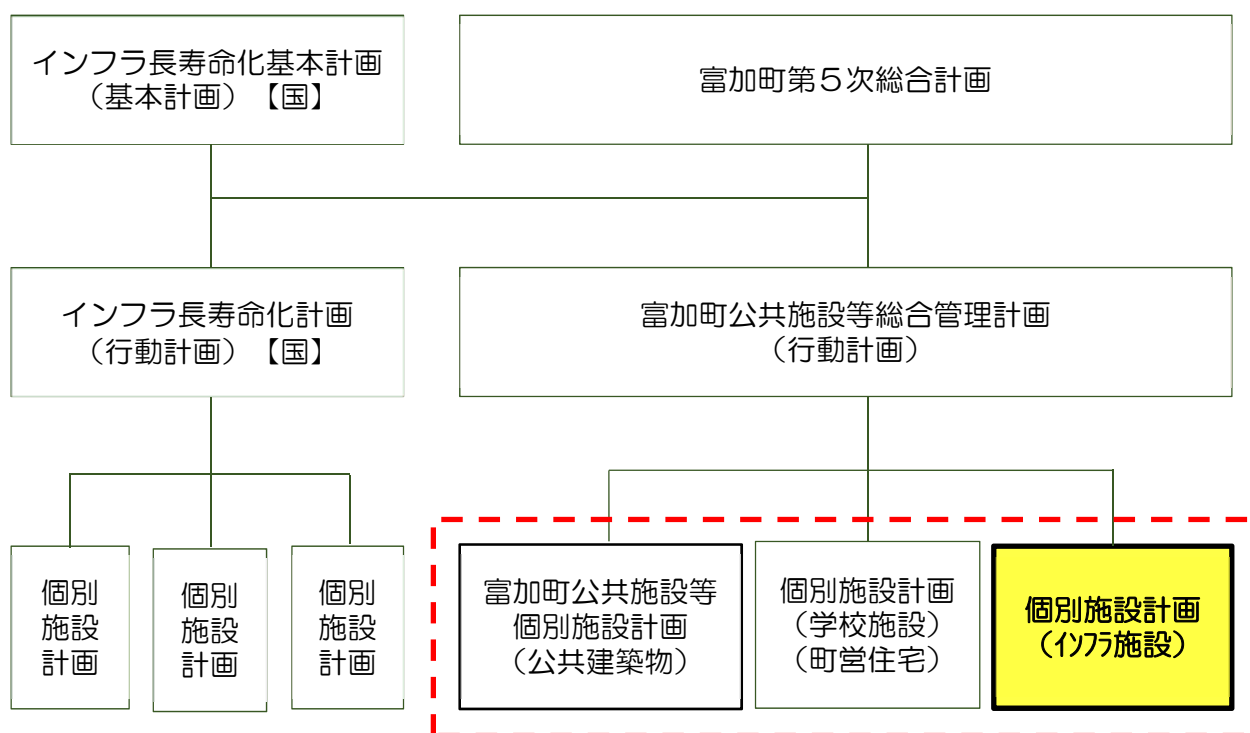 インフラ長寿命化基本計画
（基本計画）【国】
富加町第５次総合計画
インフラ長寿命化計画
（行動計画）【国】
富加町公共施設等総合管理計画
（行動計画）
個別
施設
計画
個別
施設
計画
個別
施設
計画
富加町公共施設等
個別施設計画
（公共建築物）
個別施設計画
（学校施設）
（町営住宅）
個別施設計画
（ｲﾝﾌﾗ施設）